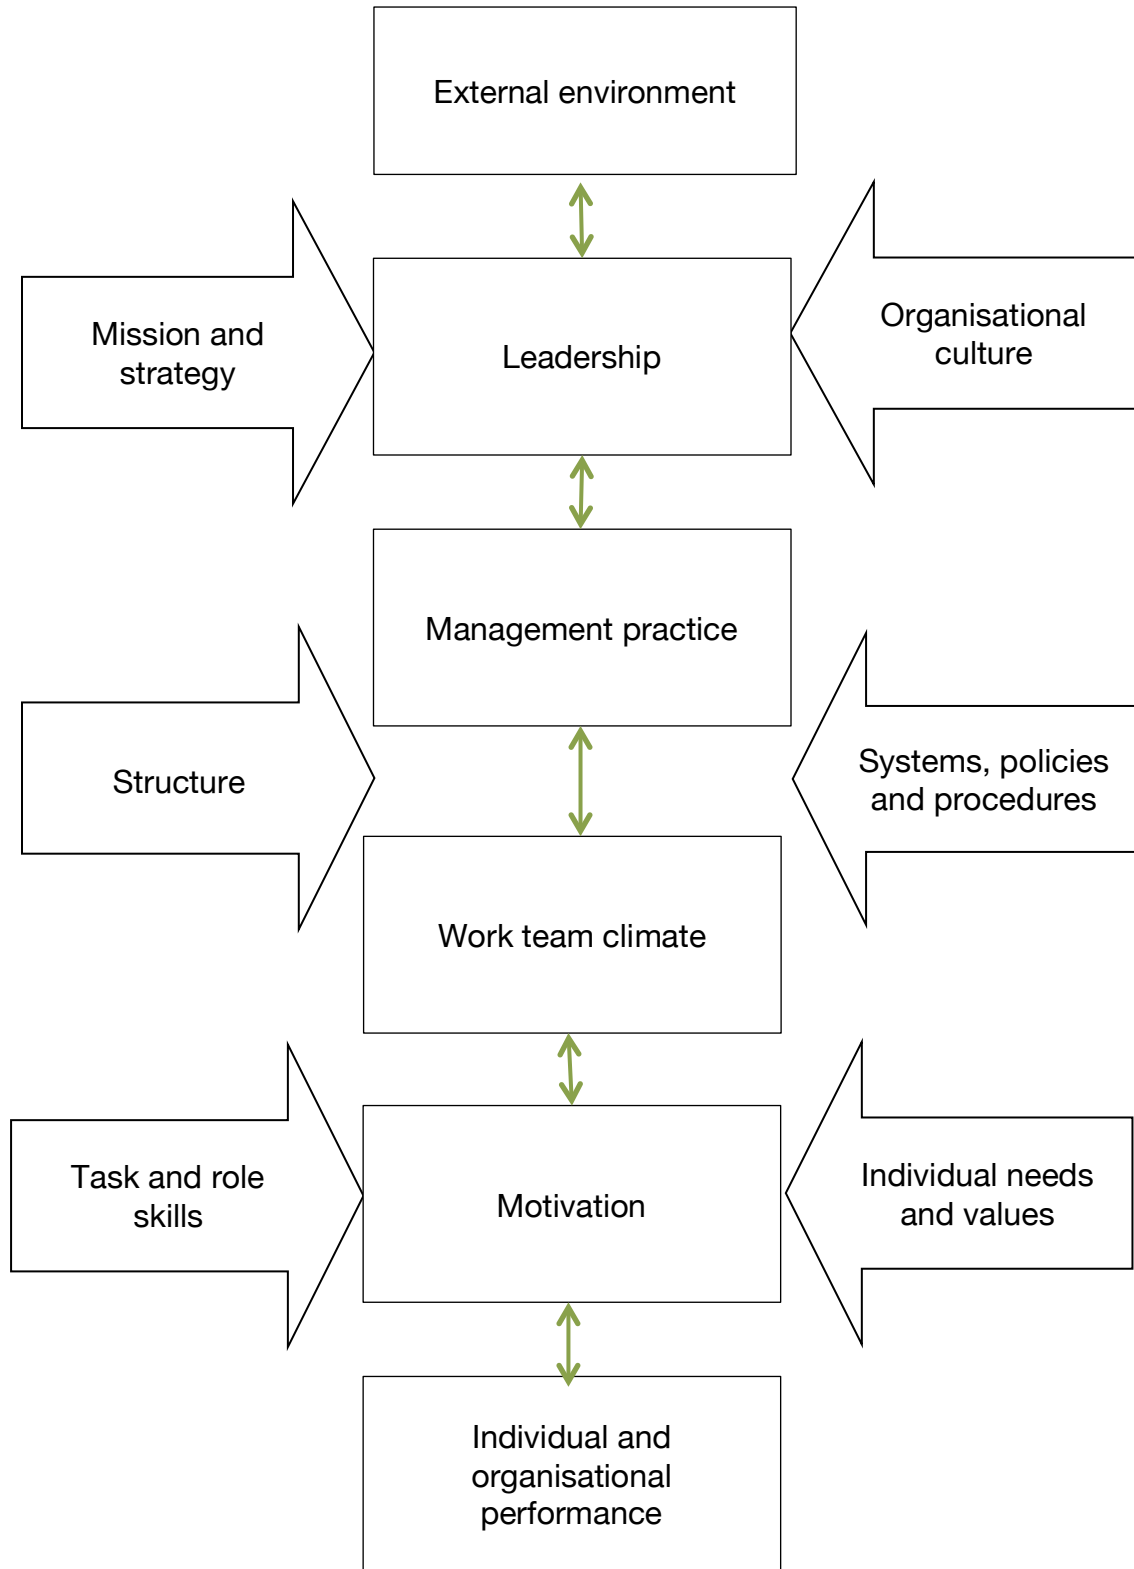 External environment
Mission and
strategy
Leadership
Organisational
culture
Management practice
Structure
Systems, policies
and procedures
Work team climate
Task and role
skills
Motivation
Individual needs
and values
Individual and
organisational
performance